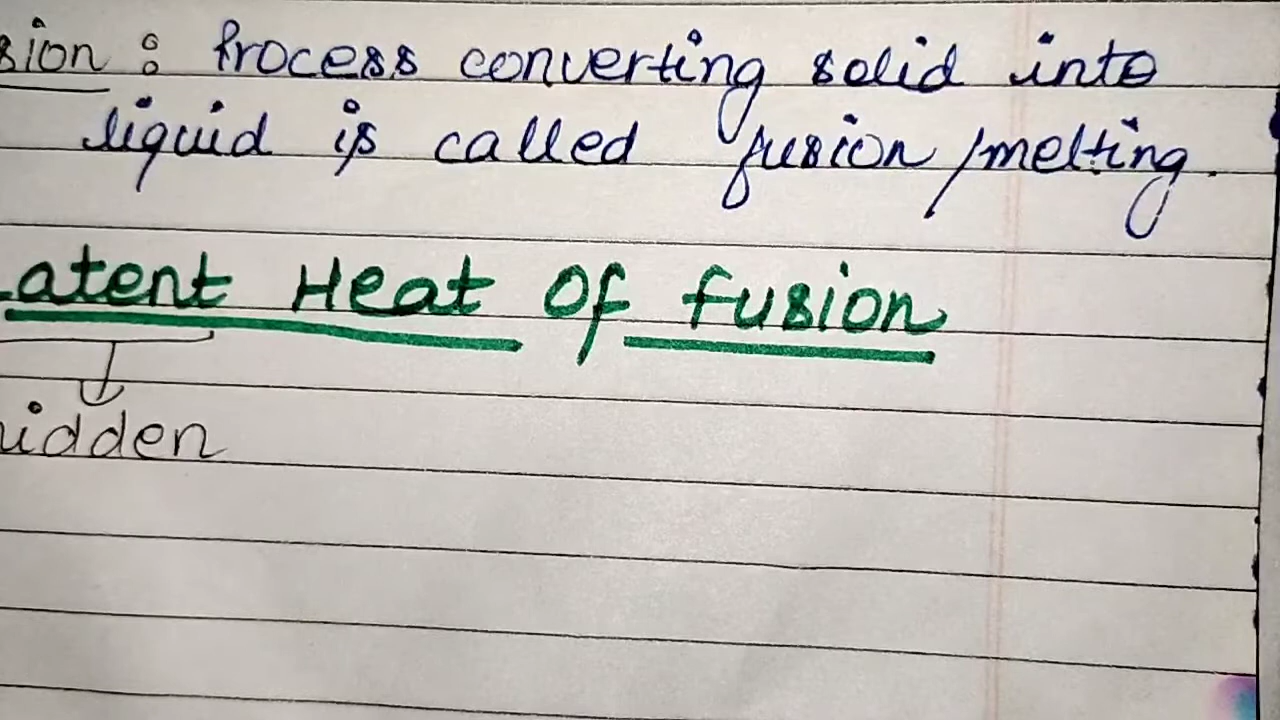 sion : Process converting solid into
liquid is called fusion/melting.
atent Heat Of fusion
idden